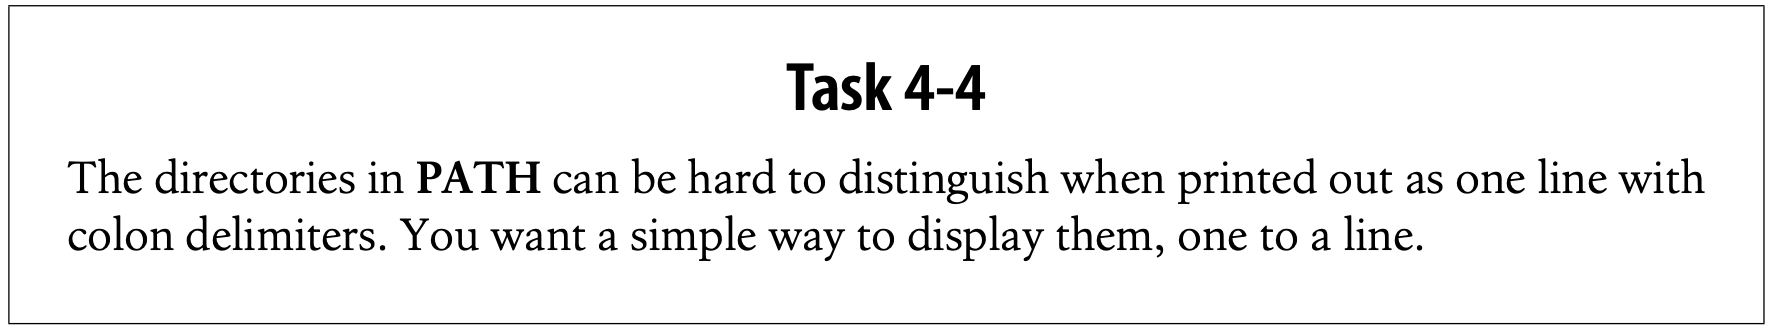 Task 4-4
The directories in PATH can be hard to distinguish when printed out as one line with
colon delimiters. You want a simple way to display them, one to a line.